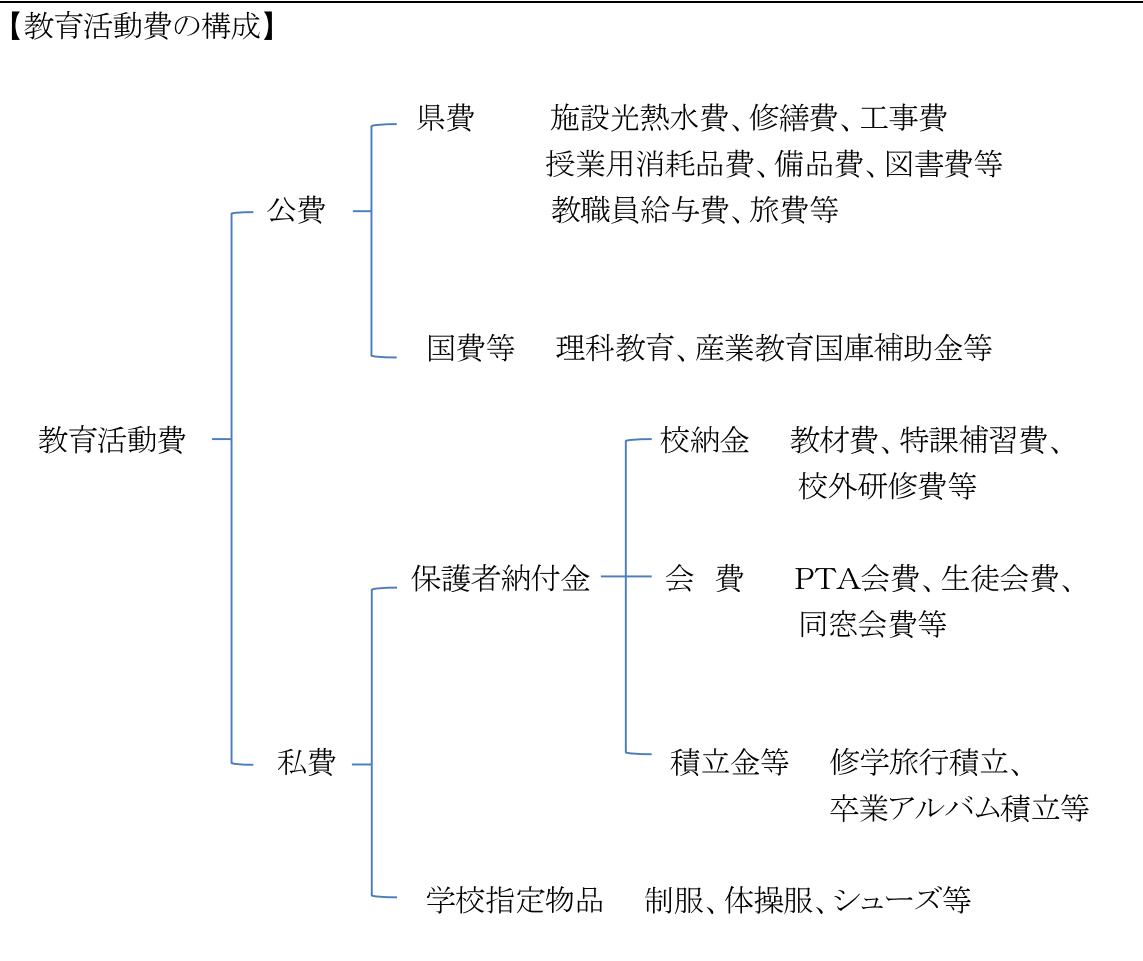 【教育活動費の構成】
県費 施設光熱水費、修繕費、工事費
授業用消耗品費、備品費、図書費等
教職員給与費、旅費等
公費
国費等 理科教育、産業教育国庫補助金等
教育活動費
校納金 教材費、特課補習費、
校外研修費等
保護者納付金
会 費 PTA会費、生徒会費、
同窓会費等
私費
積立金等 修学旅行積立、
卒業アルバム積立等
学校指定物品 制服、体操服、シューズ等